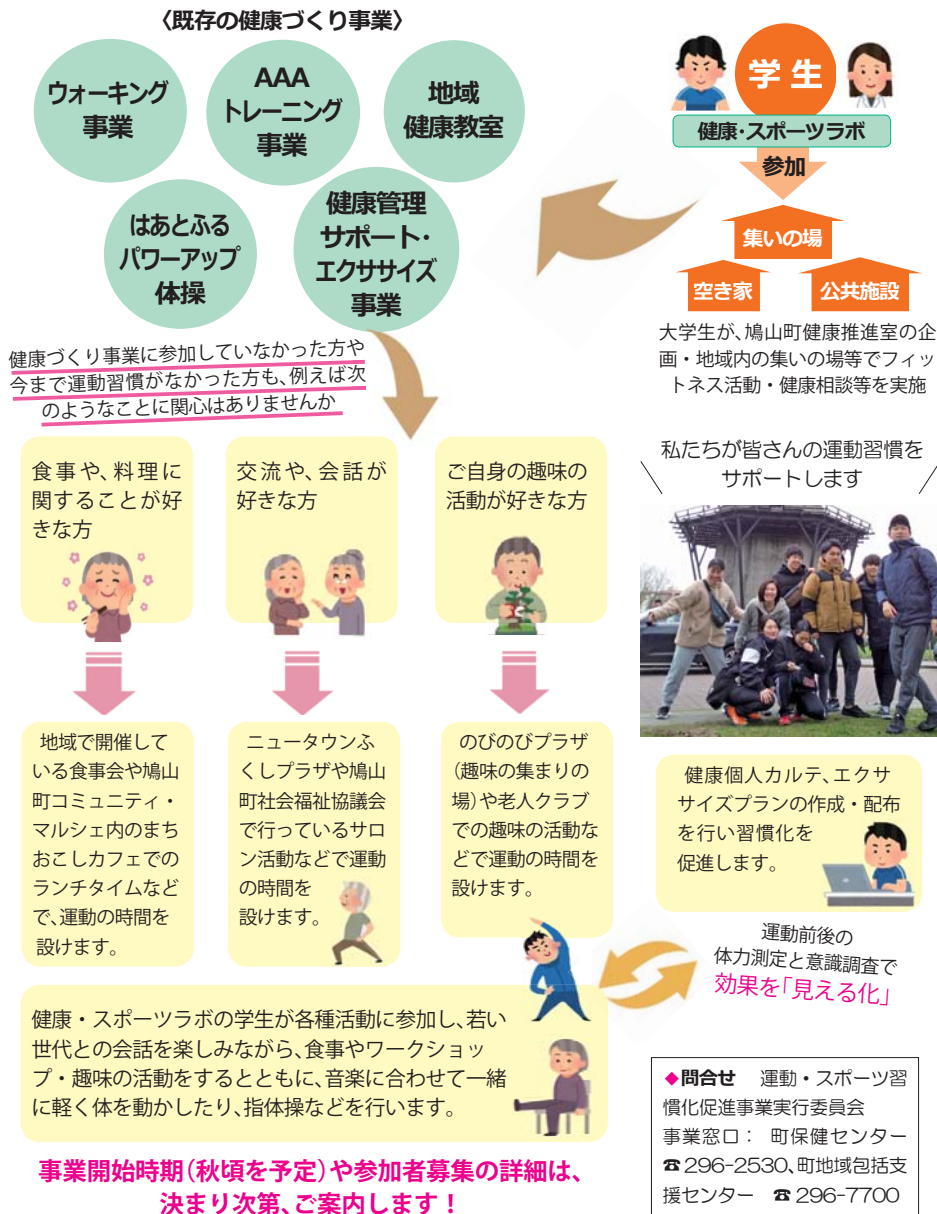 〈既存の健康づくり事業〉
ウォーキング
事業
AAA
トレーニング
事業
地域
健康教室
はあとふる
パワーアップ
体操
健康管理
サポート・
エクササイズ
事業
学生
健康・スポーツラボ
参加
集いの場
空き家
公共施設
大学生が、鳩山町健康推進室の企
画・地域内の集いの場等でフィッ
トネス活動・健康相談等を実施
健康づくり事業に参加していなかった方や
今まで運動習慣がなかった方も、例えば次
のようなことに関心はありませんか
食事や、料理に
関することが好
きな方
交流や、会話が
好きな方
ご自身の趣味の
活動が好きな方
私たちが皆さんの運動習慣を
サポートします
地域で開催して
いる食事会や鳩山
町コミュニティ・
マルシェ内のまち
おこしカフェでの
ランチタイムなど
で、運動の時間を
設けます。
ニュータウンふ
くしプラザや鳩山
町社会福祉協議会
で行っているサロ
ン活動などで運動
の時間を
設けます。
のびのびプラザ
(趣味の集まりの
場)や老人クラブ
での趣味の活動な
どで運動の時間を
設けます。
健康個人カルテ、エクサ
サイズプランの作成・配布
を行い習慣化を
促進します。
運動前後の
体力測定と意識調査で
効果を「見える化」
健康・スポーツラボの学生が各種活動に参加し、若い
世代との会話を楽しみながら、食事やワークショッ
プ・趣味の活動をするとともに、音楽に合わせて一緒
に軽く体を動かしたり、指体操などを行います。
事業開始時期(秋頃を予定)や参加者募集の詳細は、
決まり次第、ご案内します!
◆問合せ　運動・スポーツ習
慣化促進事業実行委員会
事業窓口:　町保健センター
☎296-2530、町地域包括支
援センター　☎296-7700